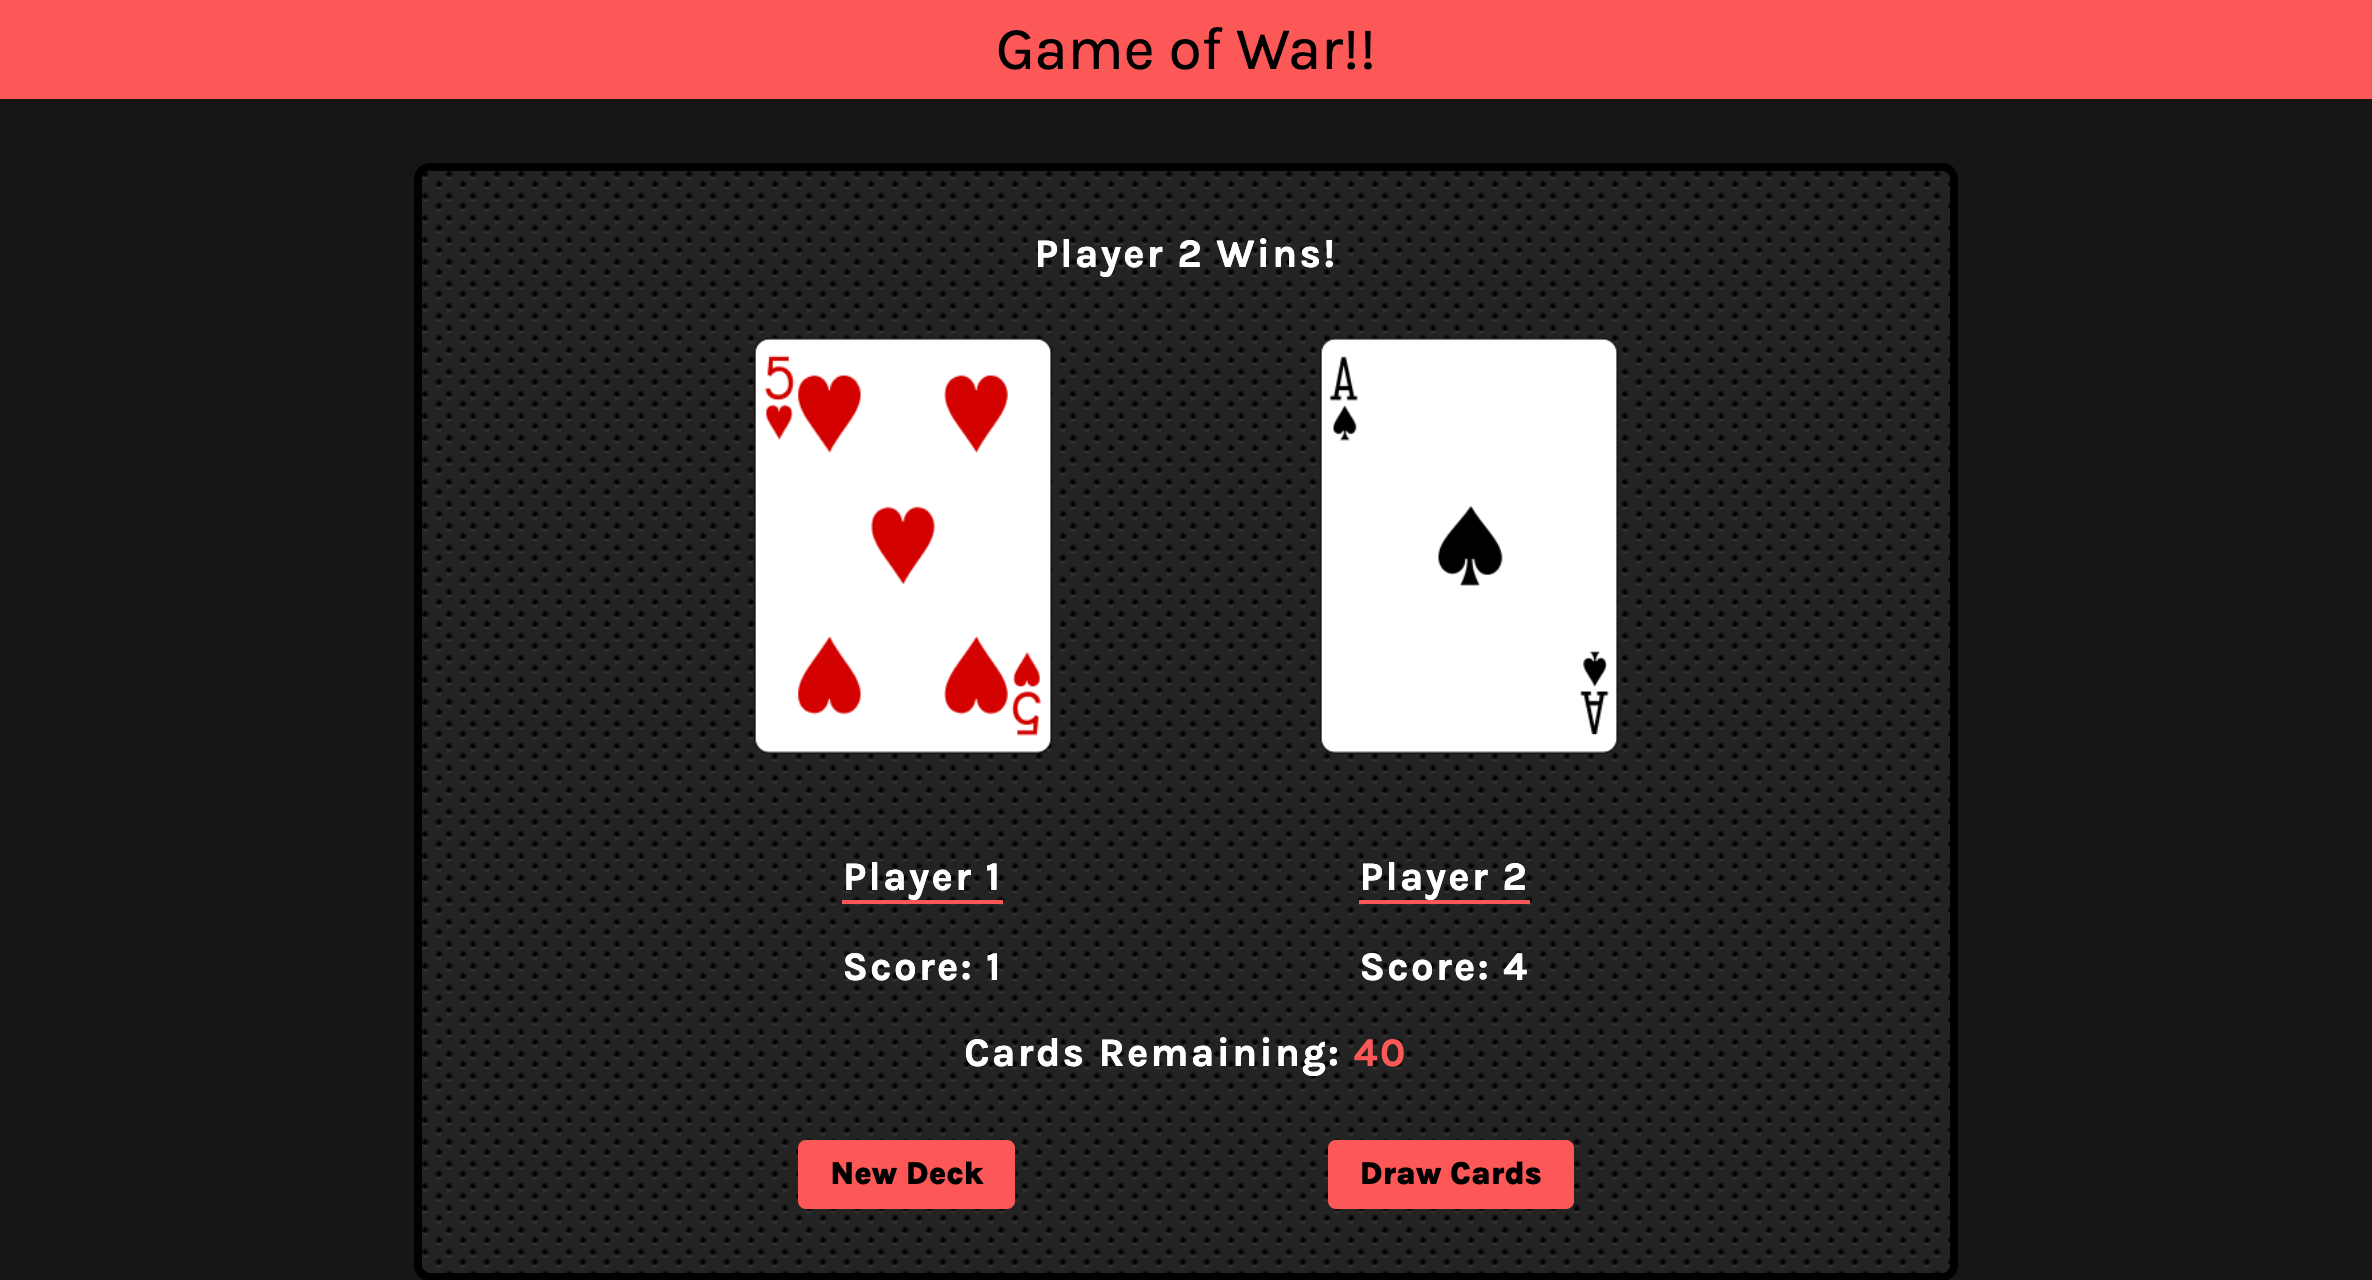 Game of War!!
Player 2 Wins!
5
5
A
A
Player 1
Player 2
Score: 1
Score: 4
Cards Remaining: 40
New Deck
Draw Cards